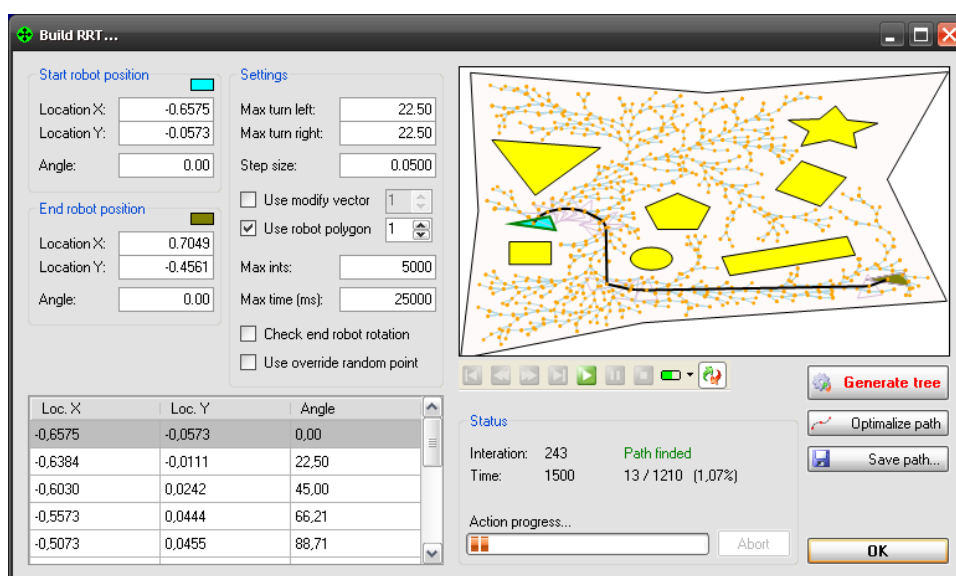 Build RRT...
Start robot position
Location X: -0.6575
Location Y: -0.0573
Angle: 0.00
End robot position
Location X: 0.7049
Location Y: -0.4561
Angle: 0.00
Settings
Max turn left: 22.50
Max turn right: 22.50
Step size: 0.0500
Use modify vector 1
Use robot polygon 1
Max ints: 5000
Max time (ms): 25000
Check end robot rotation
Use override random point
Loc. X Loc. Y Angle
-0,6575 -0,0573 0,00
-0,6384 -0,0111 22,50
-0,6030 0,0242 45,00
-0,5573 0,0444 66,21
-0,5073 0,0455 88,71
Status
Interation: 243 Path finded
Time: 1500 13 / 1210 (1,07%)
Action progress...
Abort
Generate tree
Optimalize path
Save path...
OK